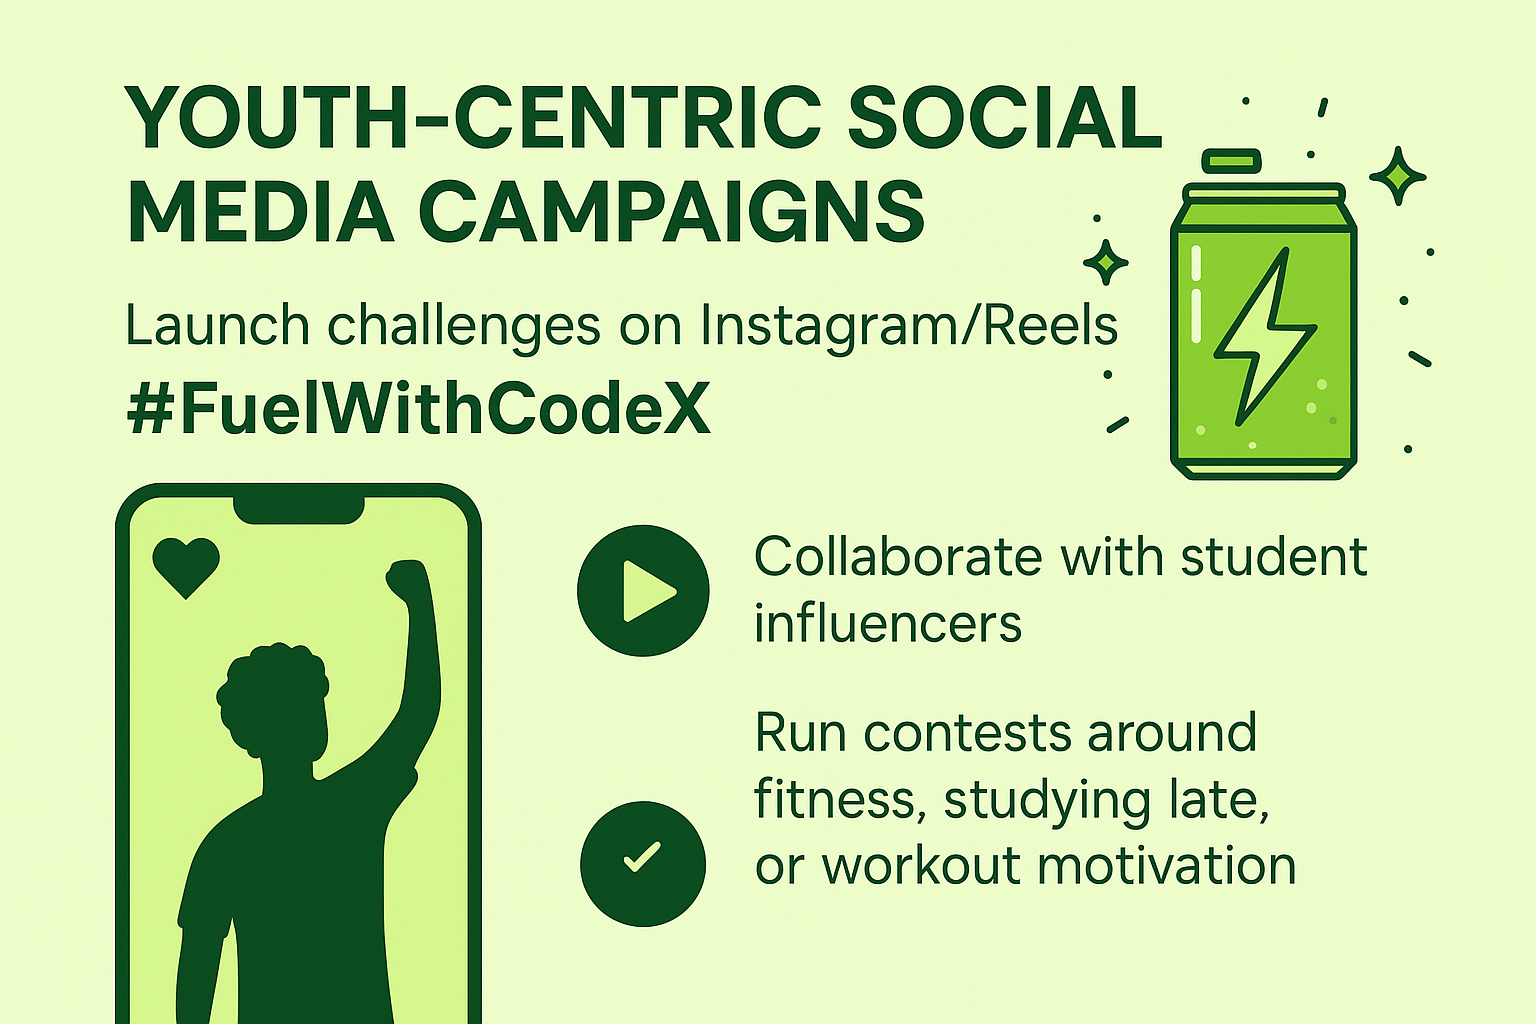 YOUTH-CENTRIC SOCIAL
MEDIA CAMPAIGNS
Launch challenges on Instagram/Reels
#FuelWithCodeX
Collaborate with student
influencers
Run contests around
fitness, studying late,
or workout motivation